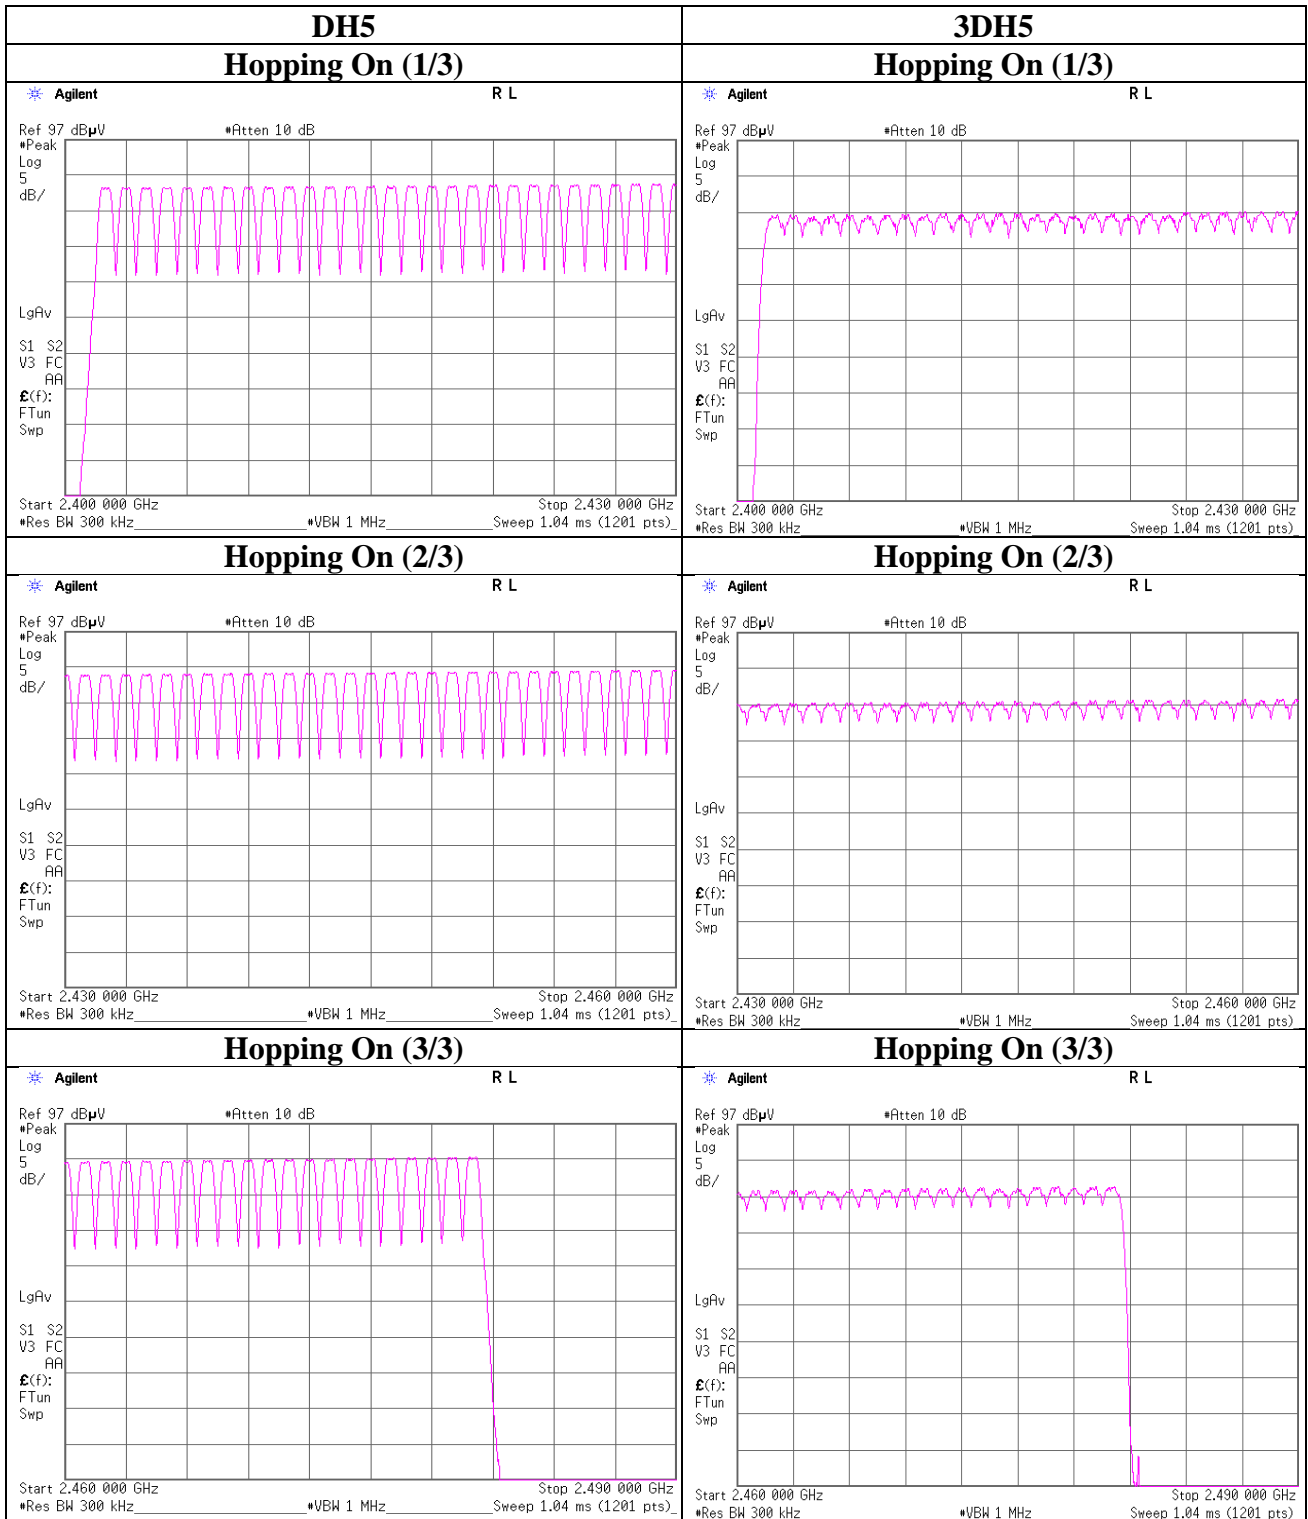 DH5 3DH5
Hopping On (1/3) Hopping On (1/3)
Agilent R L
Ref 97 dBµV #Atten 10 dB
#Peak
Log
5
dB/
LgAv
S1 S2
V3 FC
AA
£(f):
FTun
Swp
Start 2.400 000 GHz Stop 2.430 000 GHz
#Res BW 300 kHz #VBW 1 MHz Sweep 1.04 ms (1201 pts)
Agilent R L
Ref 97 dBµV #Atten 10 dB
#Peak
Log
5
dB/
LgAv
S1 S2
V3 FC
AA
£(f):
FTun
Swp
Start 2.400 000 GHz Stop 2.430 000 GHz
#Res BW 300 kHz #VBW 1 MHz Sweep 1.04 ms (1201 pts)
Hopping On (2/3) Hopping On (2/3)
Agilent R L
Ref 97 dBµV #Atten 10 dB
#Peak
Log
5
dB/
LgAv
S1 S2
V3 FC
AA
£(f):
FTun
Swp
Start 2.430 000 GHz Stop 2.460 000 GHz
#Res BW 300 kHz #VBW 1 MHz Sweep 1.04 ms (1201 pts)
Agilent R L
Ref 97 dBµV #Atten 10 dB
#Peak
Log
5
dB/
LgAv
S1 S2
V3 FC
AA
£(f):
FTun
Swp
Start 2.430 000 GHz Stop 2.460 000 GHz
#Res BW 300 kHz #VBW 1 MHz Sweep 1.04 ms (1201 pts)
Hopping On (3/3) Hopping On (3/3)
Agilent R L
Ref 97 dBµV #Atten 10 dB
#Peak
Log
5
dB/
LgAv
S1 S2
V3 FC
AA
£(f):
FTun
Swp
Start 2.460 000 GHz Stop 2.490 000 GHz
#Res BW 300 kHz #VBW 1 MHz Sweep 1.04 ms (1201 pts)
Agilent R L
Ref 97 dBµV #Atten 10 dB
#Peak
Log
5
dB/
LgAv
S1 S2
V3 FC
AA
£(f):
FTun
Swp
Start 2.460 000 GHz Stop 2.490 000 GHz
#Res BW 300 kHz #VBW 1 MHz Sweep 1.04 ms (1201 pts)